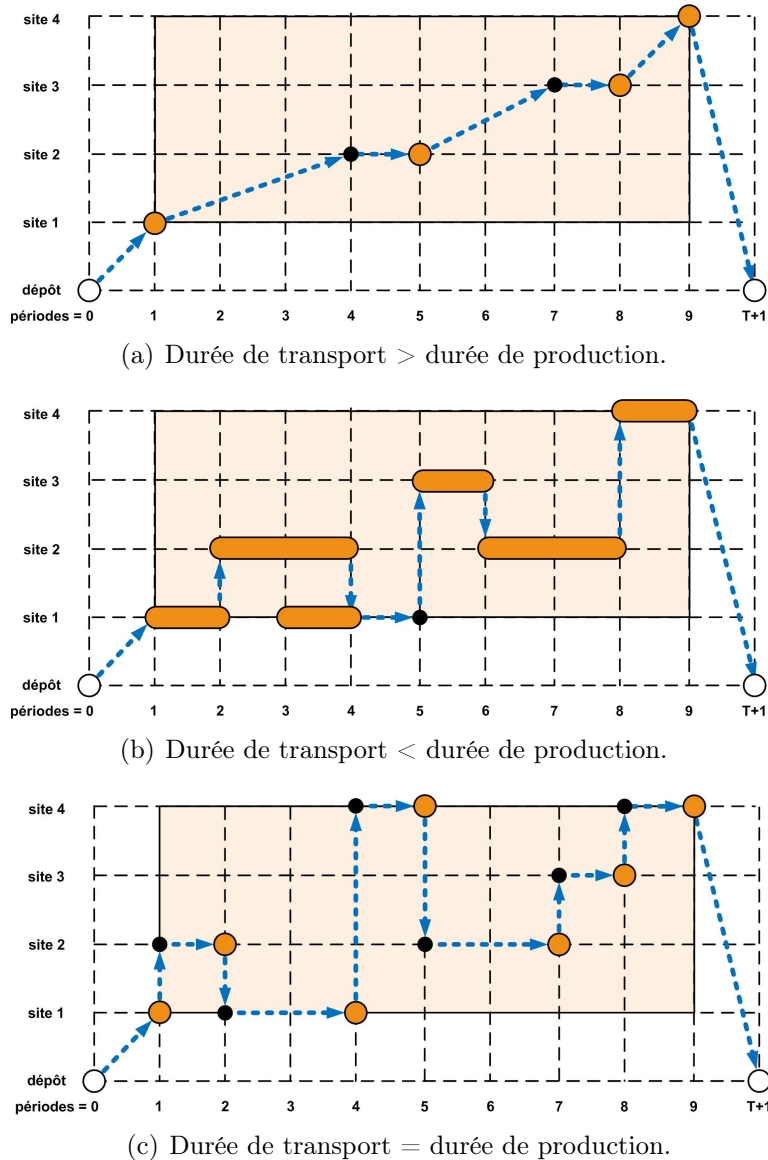 site 4
site 3
site 2
site 1
dépôt
périodes = 0 1 2 3 4 5 6 7 8 9 T+1
(a) Durée de transport > durée de production.
site 4
site 3
site 2
site 1
dépôt
périodes = 0 1 2 3 4 5 6 7 8 9 T+1
(b) Durée de transport < durée de production.
site 4
site 3
site 2
site 1
dépôt
périodes = 0 1 2 3 4 5 6 7 8 9 T+1
(c) Durée de transport = durée de production.